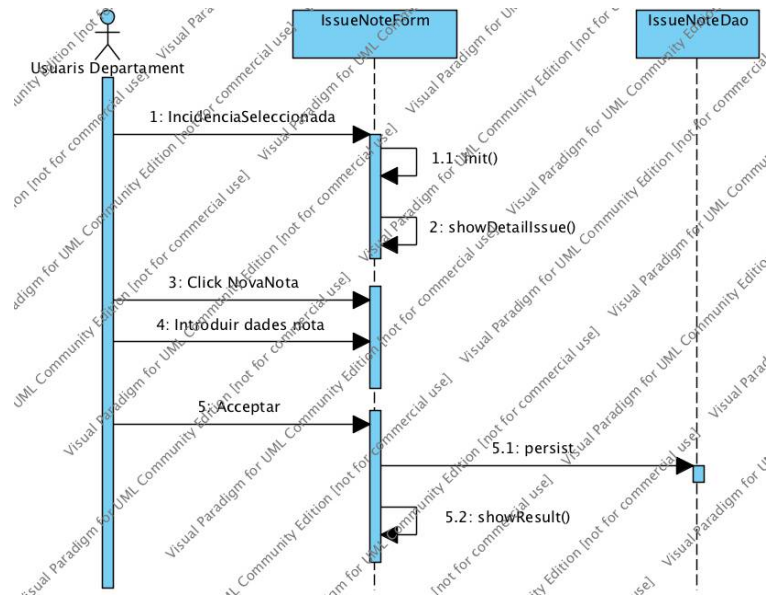 IssueNoteForm
IssueNoteDao
Usuaris Departament
1: IncidenciaSeleccionada
1.1: init()
2: showDetailIssue()
3: Click NovaNota
4: Introduir dades nota
5: Acceptar
5.1: persist
5.2: showResult()
Visual Paradigm for UML Community Edition [not for commercial use]